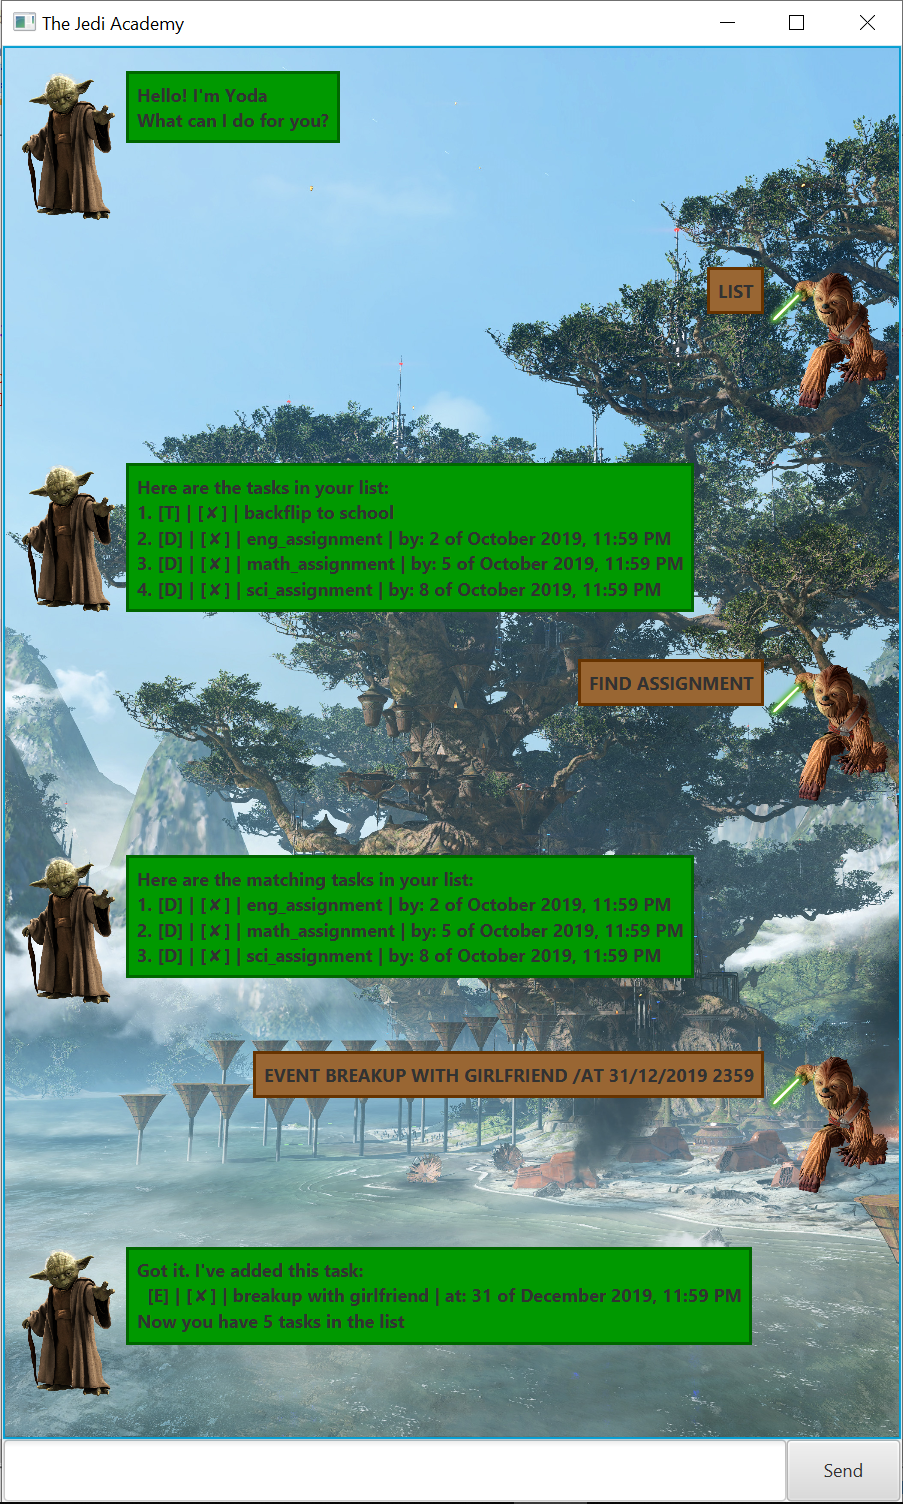 The Jedi Academy
Hello! I'm Yoda
What can I do for you?
LIST
Here are the tasks in your list:
1. [T] | [✘] | backflip to school
2. [D] | [✘] | eng_assignment | by: 2 of October 2019, 11:59 PM
3. [D] | [✘] | math_assignment | by: 5 of October 2019, 11:59 PM
4. [D] | [✘] | sci_assignment | by: 8 of October 2019, 11:59 PM
FIND ASSIGNMENT
Here are the matching tasks in your list:
1. [D] | [✘] | eng_assignment | by: 2 of October 2019, 11:59 PM
2. [D] | [✘] | math_assignment | by: 5 of October 2019, 11:59 PM
3. [D] | [✘] | sci_assignment | by: 8 of October 2019, 11:59 PM
EVENT BREAKUP WITH GIRLFRIEND /AT 31/12/2019 2359
Got it. I've added this task:
[E] | [✘] | breakup with girlfriend | at: 31 of December 2019, 11:59 PM
Now you have 5 tasks in the list
Send